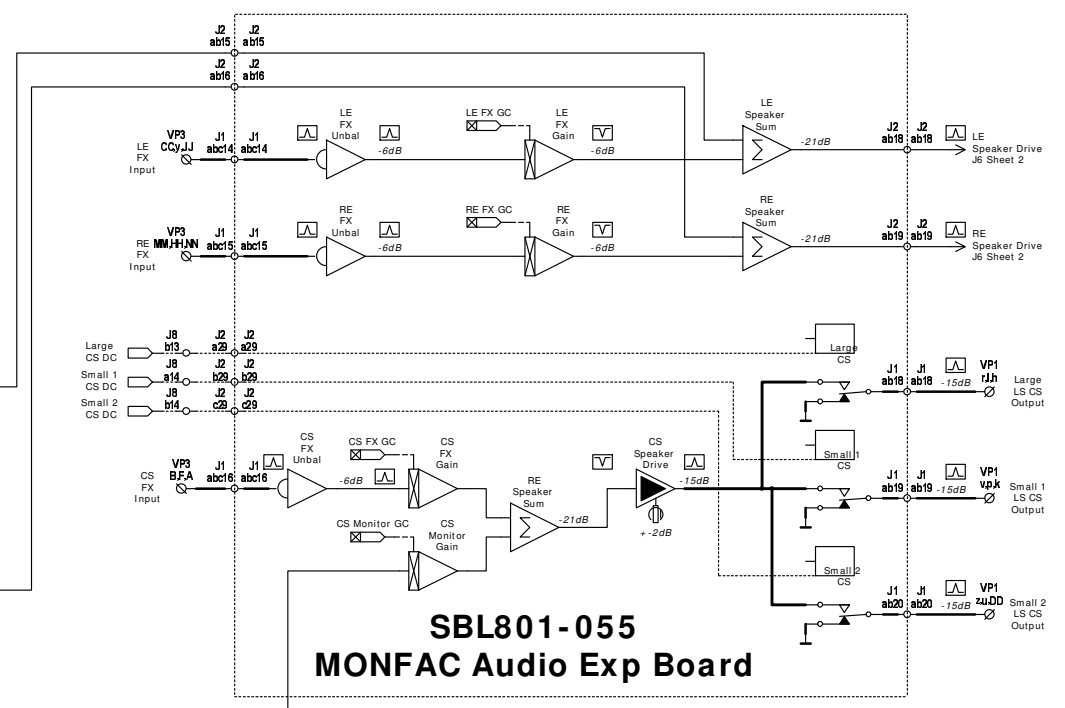 J2 J2
ab15 ab15
J2 J2
ab16 ab16
LE
FX
Unbal
LE FX GC
LE
FX
Gain
LE
Speaker
Sum
VP3
CC,y,JJ
J1 J1
abc14 abc14
LE
FX
Input
-6dB
-6dB
-21dB
J2 J2
ab18 ab18
LE
Speaker Drive
J6 Sheet 2
RE
FX
Unbal
RE FX GC
RE
FX
Gain
RE
Speaker
Sum
VP3
MM,HH,NN
J1 J1
abc15 abc15
RE
FX
Input
-6dB
-6dB
-21dB
J2 J2
ab19 ab19
RE
Speaker Drive
J6 Sheet 2
Large
CS DC
J8 J2 J2
b13 a29 a29
Large
CS
Small 1
CS DC
J8 J2 J2
a14 b29 b29
Small 2
CS DC
J8 J2 J2
b14 c29 c29
J1 J1
ab18 ab18
-15dB
VP1
r,l,h
Large
LS CS
Output
CS
FX
Unbal
CS FX GC
CS
FX
Gain
CS
Speaker
Drive
Small 1
CS
VP3
B,F,A
J1 J1
abc16 abc16
CS
FX
Input
-6dB
RE
Speaker
Sum
-21dB
-15dB
+-2dB
J1 J1
ab19 ab19
-15dB
VP1
v,p,k
Small 1
LS CS
Output
CS Monitor GC
CS
Monitor
Gain
Small 2
CS
J1 J1
ab20 ab20
-15dB
VP1
z,u,DD
Small 2
LS CS
Output
SBL801-055
MONFAC Audio Exp Board